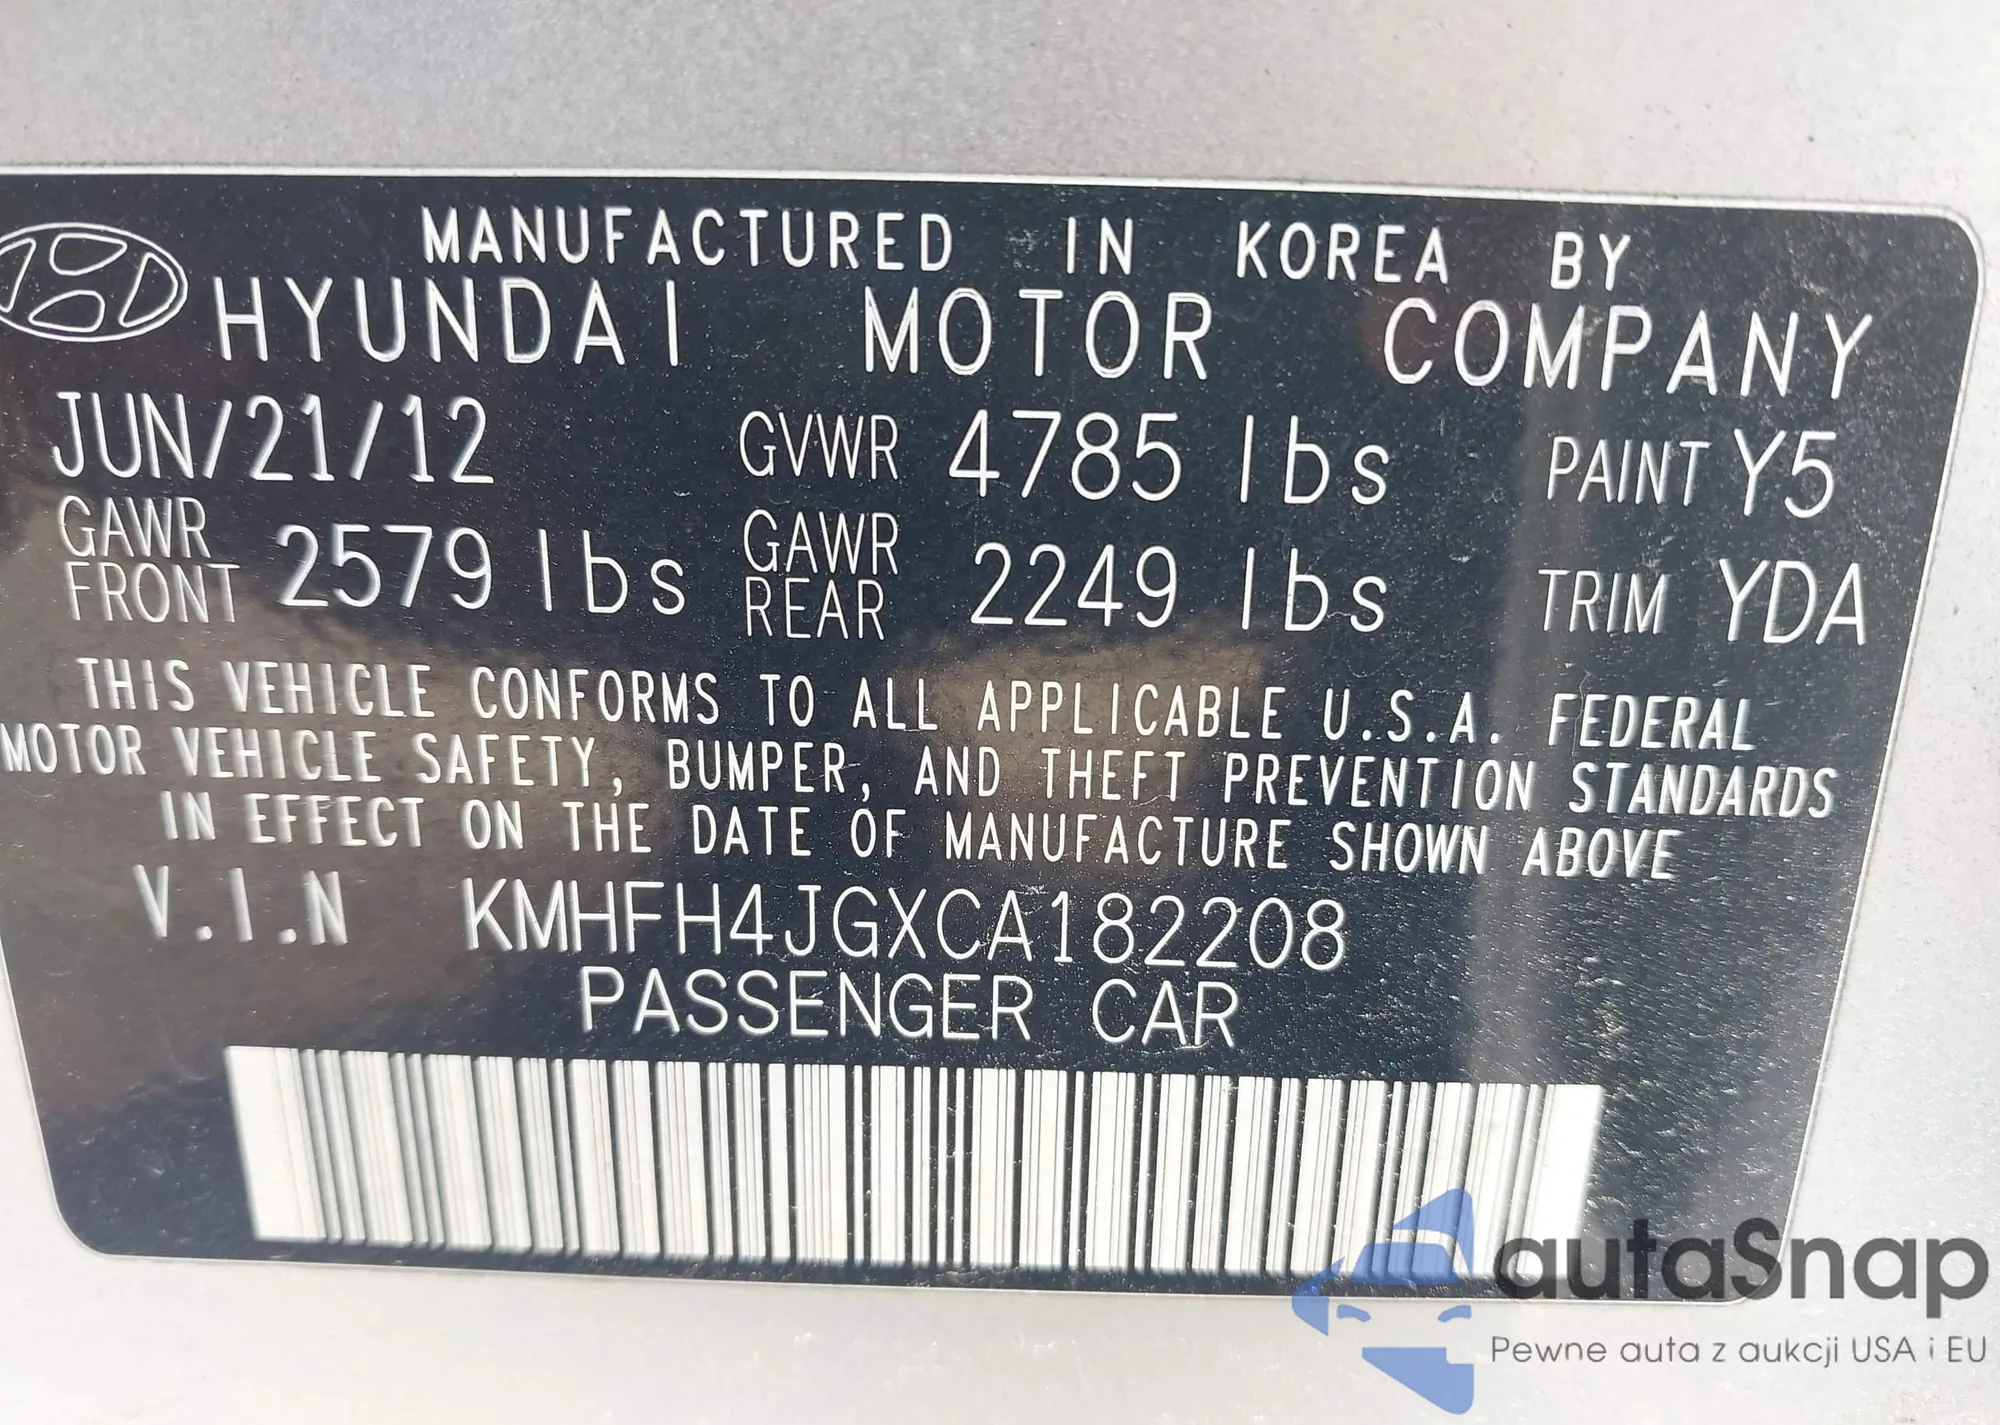 MANUFACTURED IN KOREA BY
HYUNDAI MOTOR COMPANY
JUN/21/12 GVWR 4785 lbs PAINT Y5
GAWR FRONT 2579 lbs GAWR REAR 2249 lbs TRIM YDA
THIS VEHICLE CONFORMS TO ALL APPLICABLE U.S.A. FEDERAL
MOTOR VEHICLE SAFETY, BUMPER, AND THEFT PREVENTION STANDARDS
IN EFFECT ON THE DATE OF MANUFACTURE SHOWN ABOVE
V.I.N KMHFH4JGXCA182208
PASSENGER CAR
autaSnap
Pewne auta z aukcji USA i EU